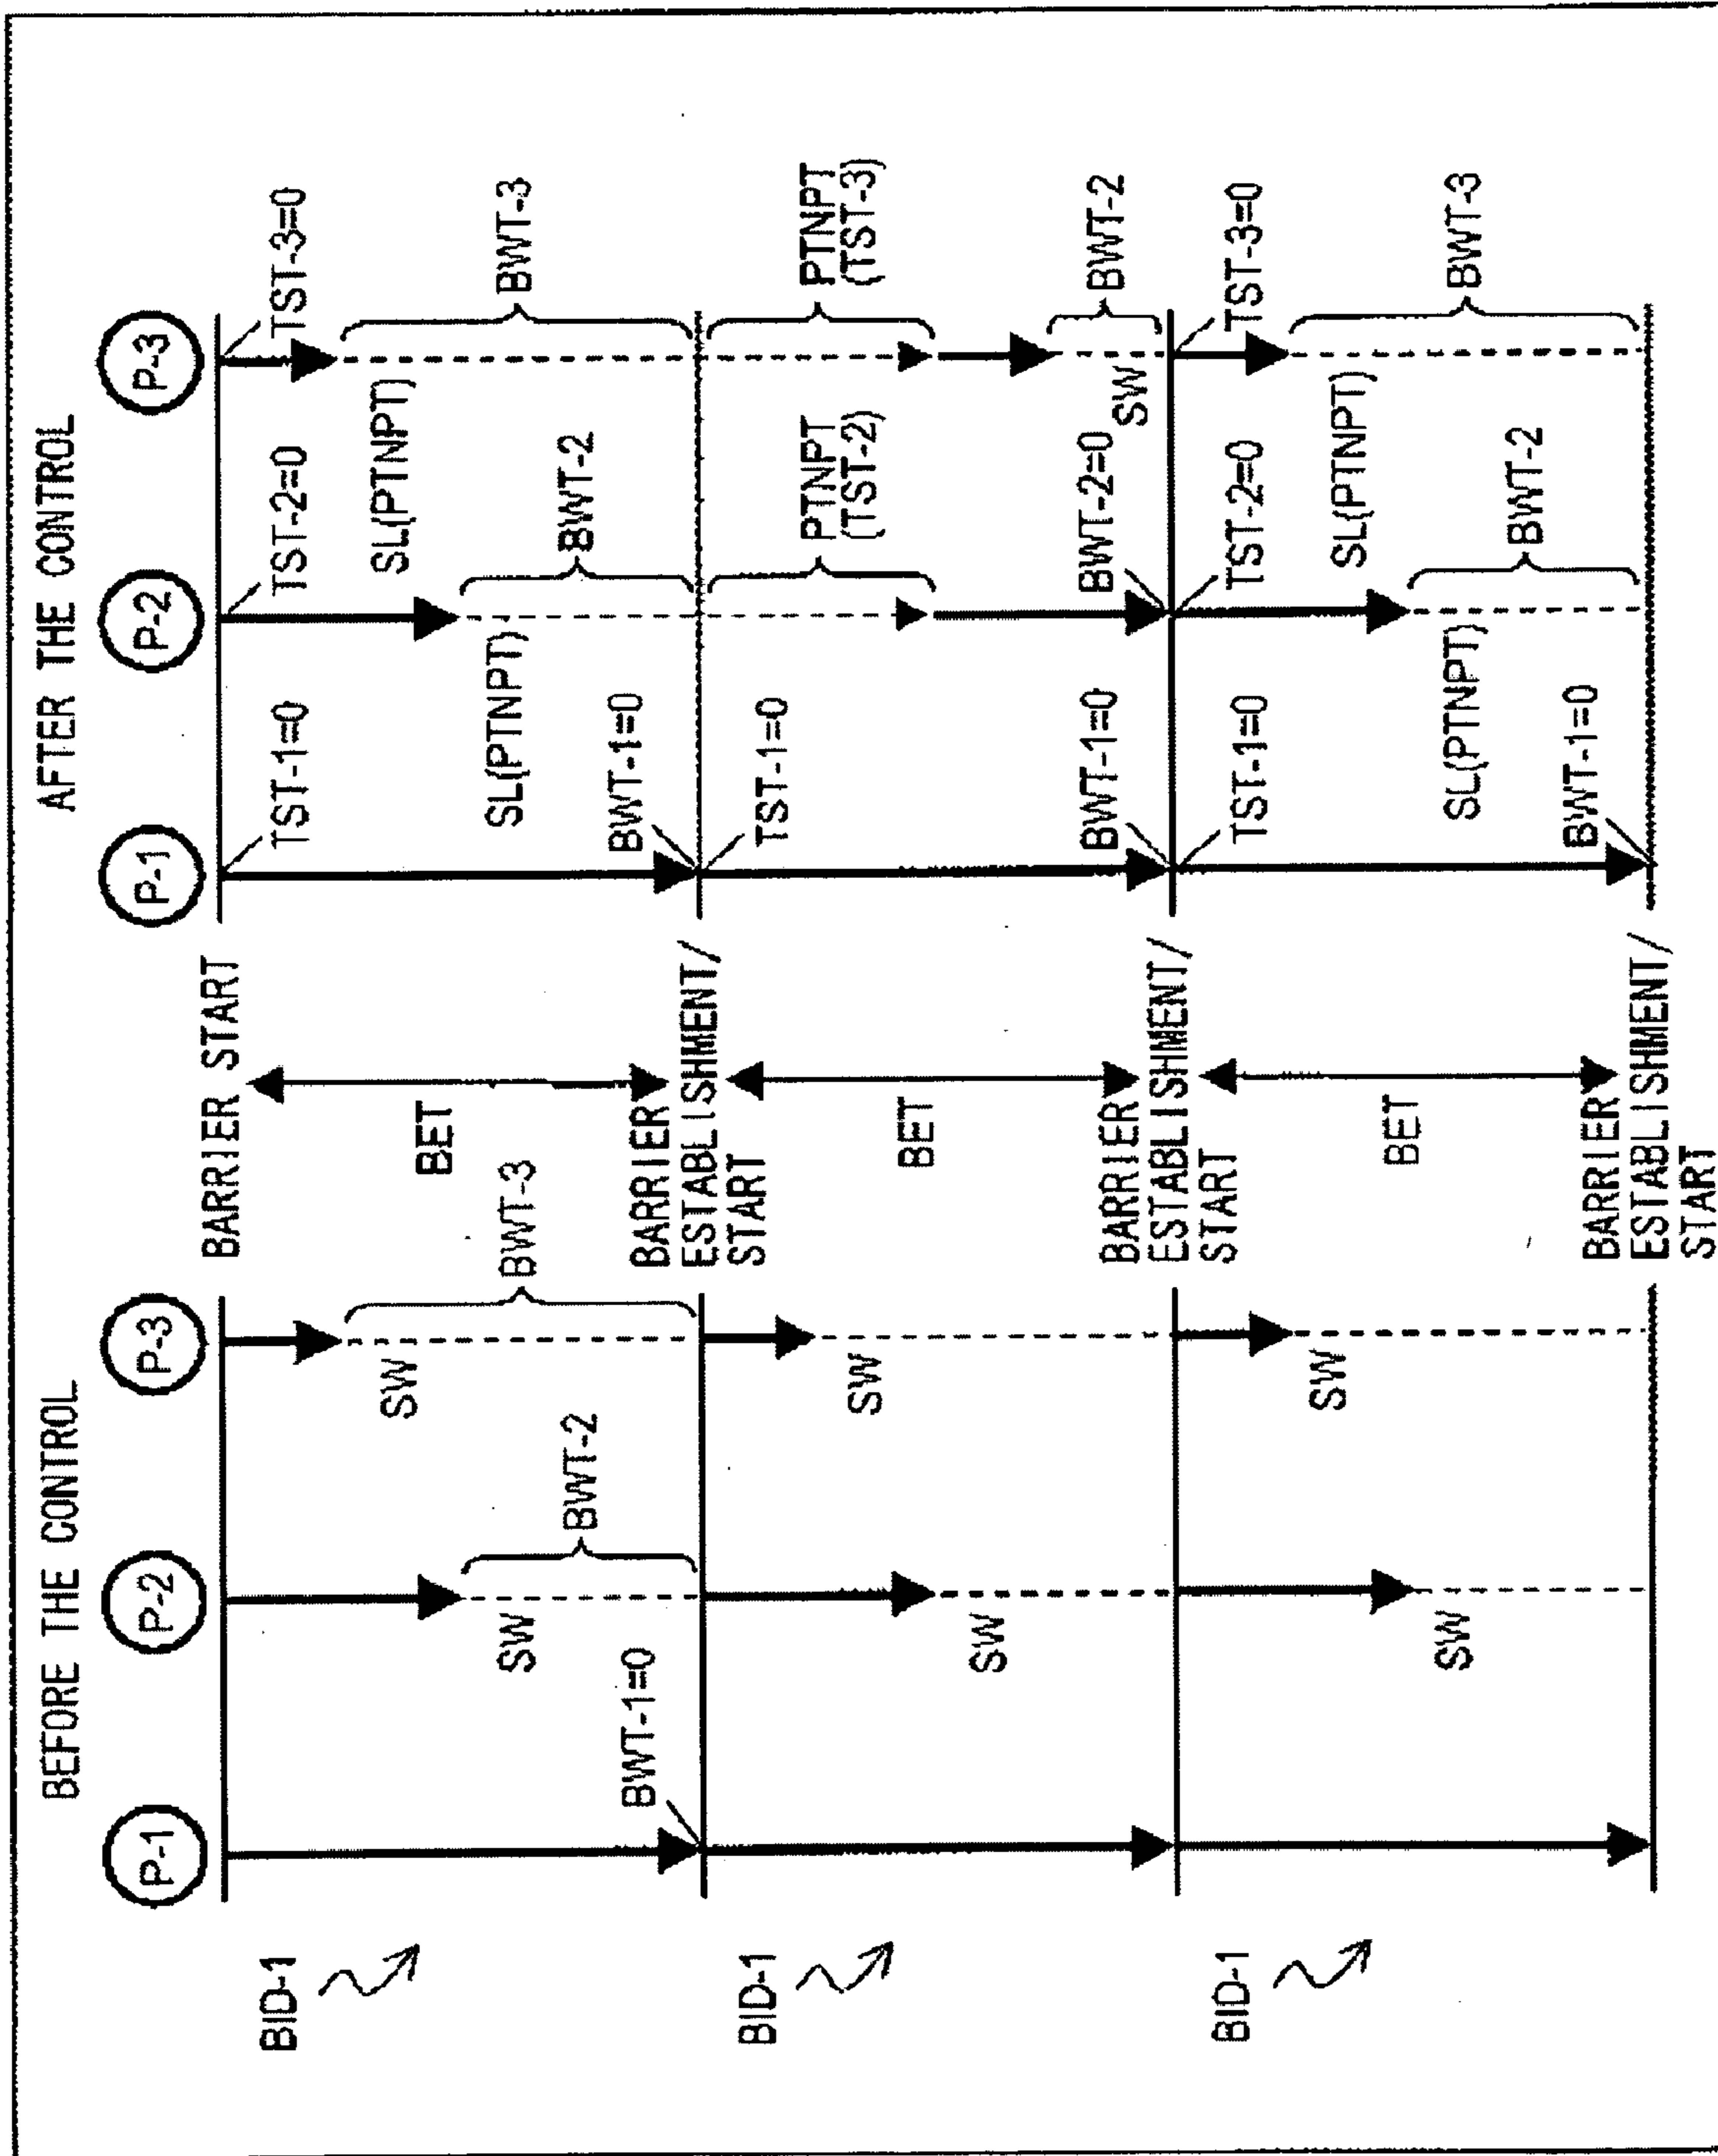 BEFORE THE CONTROL
P-1
P-2
P-3
BID-1
SW
BWT-3
SW
BWT-2
BWT-1=0
BID-1
SW
SW
BID-1
SW
SW
BARRIER START
BET
BARRIER
ESTABLISHMENT/
START
BET
BARRIER
ESTABLISHMENT/
START
BET
BARRIER
ESTABLISHMENT/
START
AFTER THE CONTROL
P-1
P-2
P-3
TST-1=0
TST-2=0
TST-3=0
SL(PTNPT)
BWT-3
SL(PTNPT)
BWT-2
BWT-1=0
TST-1=0
PTNPT
(TST-2)
PTNPT
(TST-3)
BWT-1=0
BWT-2=0
SW
BWT-2
TST-1=0
TST-2=0
TST-3=0
SL(PTNPT)
BWT-3
SL(PTNPT)
BWT-2
BWT-1=0